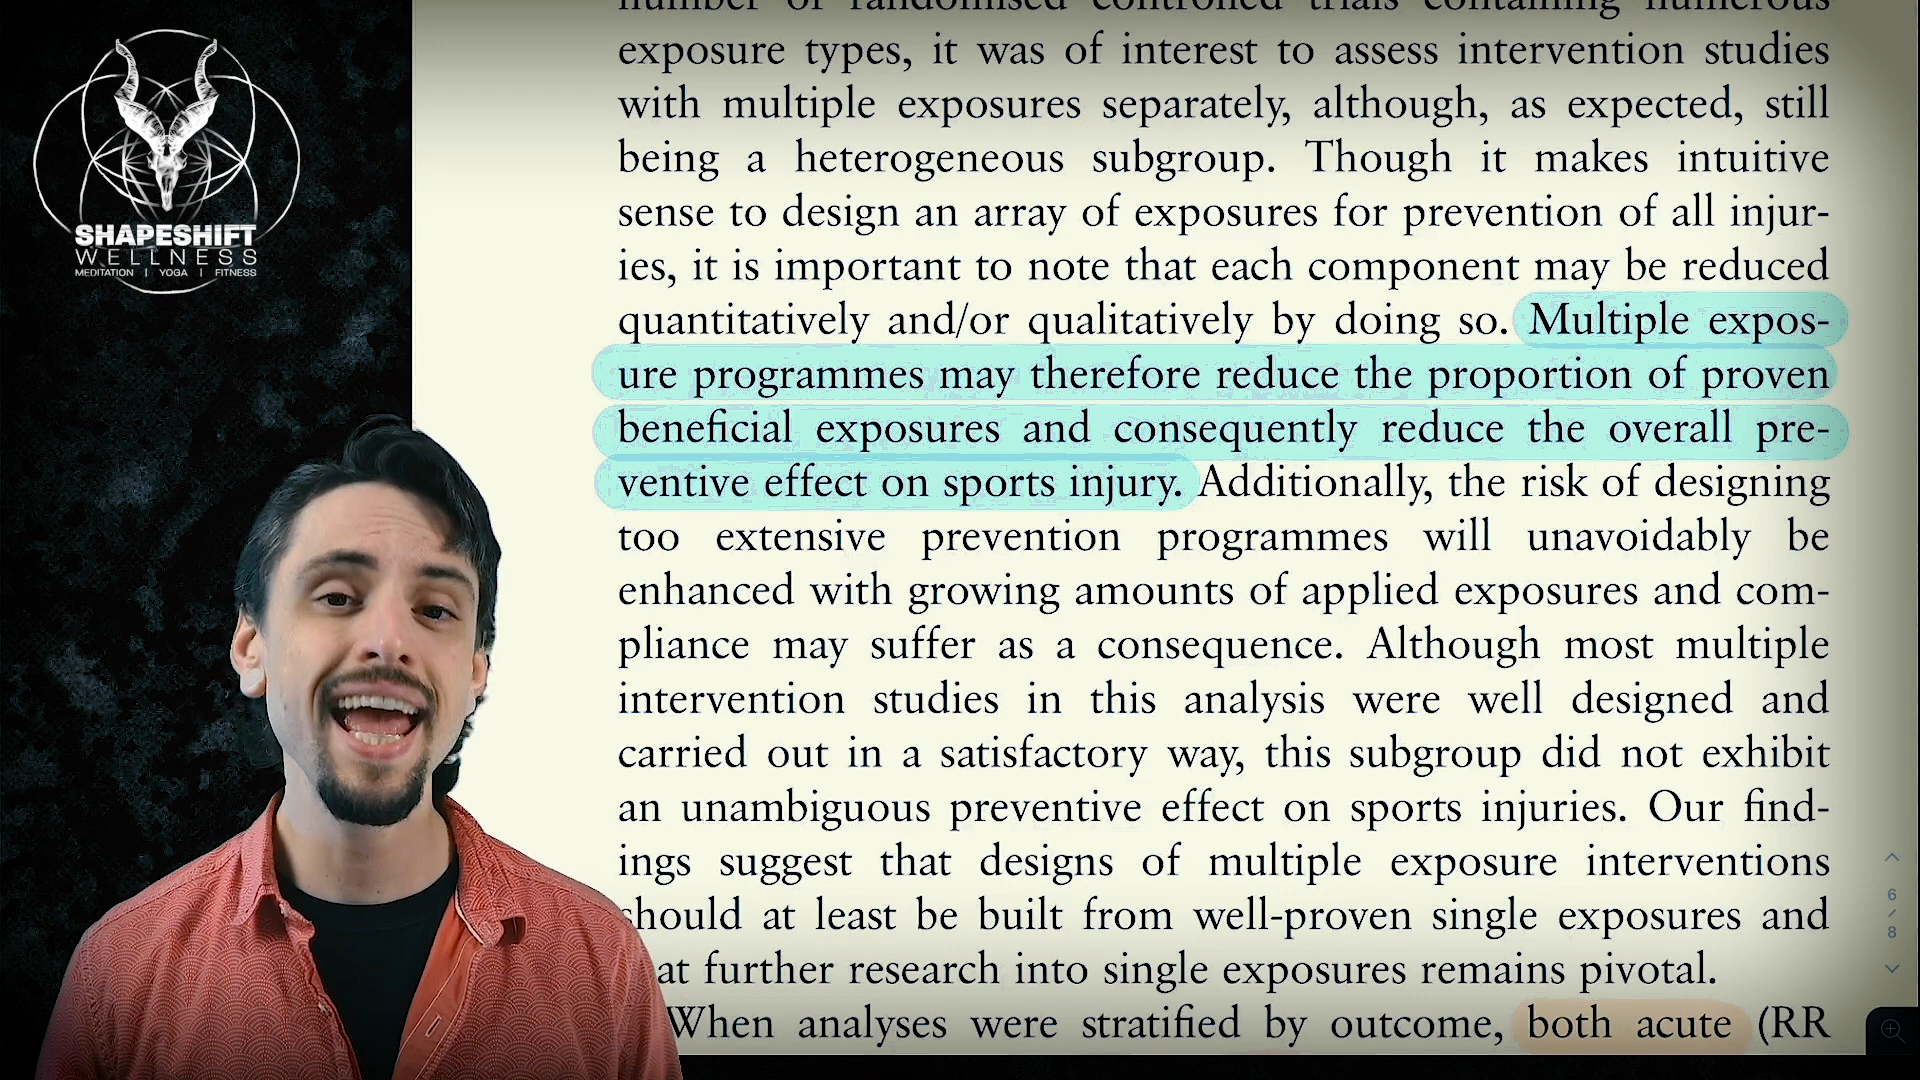 SHAPESHIFT
WELLNESS
MEDITATION | YOGA | FITNESS
number of randomised controlled trials containing numerous
exposure types, it was of interest to assess intervention studies
with multiple exposures separately, although, as expected, still
being a heterogeneous subgroup. Though it makes intuitive
sense to design an array of exposures for prevention of all injur-
ies, it is important to note that each component may be reduced
quantitatively and/or qualitatively by doing so. Multiple expos-
ure programmes may therefore reduce the proportion of proven
beneficial exposures and consequently reduce the overall pre-
ventive effect on sports injury. Additionally, the risk of designing
too extensive prevention programmes will unavoidably be
enhanced with growing amounts of applied exposures and com-
pliance may suffer as a consequence. Although most multiple
intervention studies in this analysis were well designed and
carried out in a satisfactory way, this subgroup did not exhibit
an unambiguous preventive effect on sports injuries. Our find-
ings suggest that designs of multiple exposure interventions
should at least be built from well-proven single exposures and
at further research into single exposures remains pivotal.
When analyses were stratified by outcome, both acute (RR
6
/
8